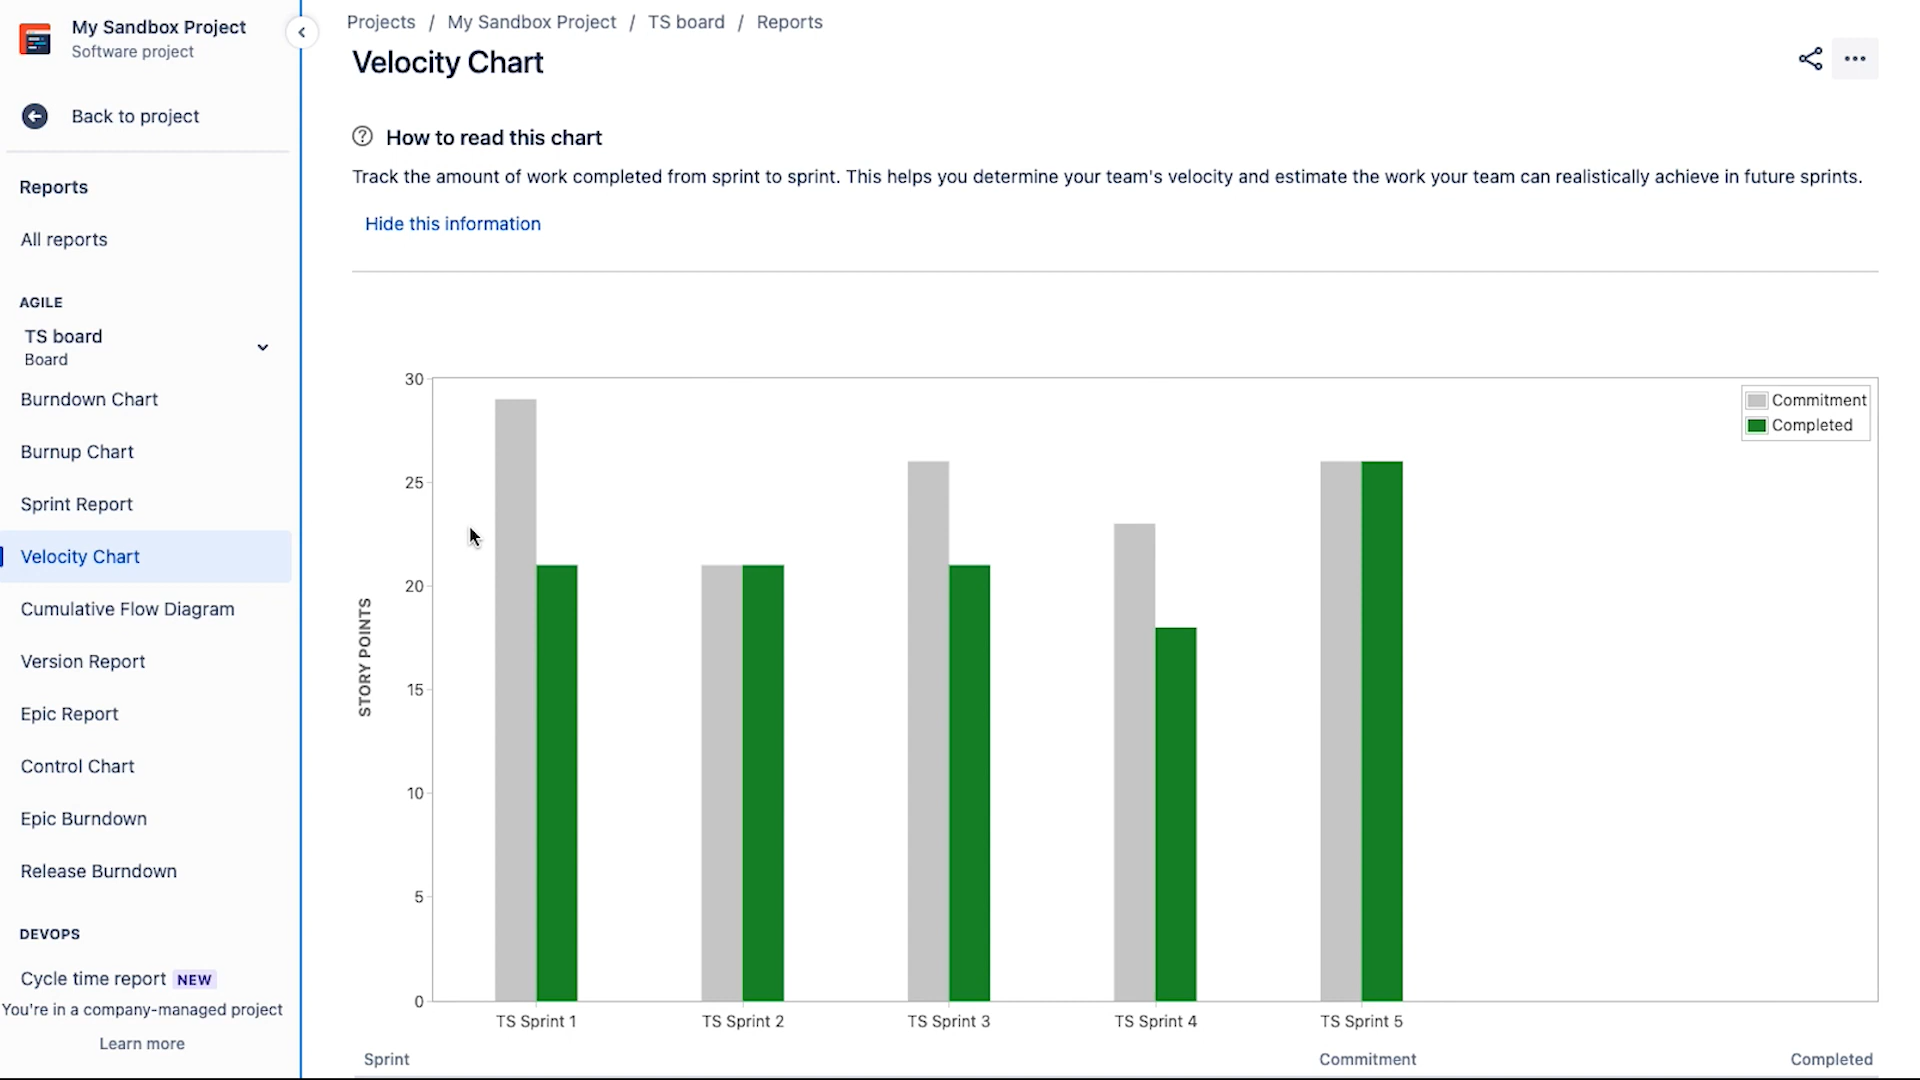 My Sandbox Project
Software project
Back to project
Reports
All reports
AGILE
TS board
Board
Burndown Chart
Burnup Chart
Sprint Report
Velocity Chart
Cumulative Flow Diagram
Version Report
Epic Report
Control Chart
Epic Burndown
Release Burndown
DEVOPS
Cycle time report NEW
You're in a company-managed project
Learn more
Projects / My Sandbox Project / TS board / Reports
Velocity Chart
How to read this chart
Track the amount of work completed from sprint to sprint. This helps you determine your team's velocity and estimate the work your team can realistically achieve in future sprints.
Hide this information
Commitment
Completed
STORY POINTS
30
25
20
15
10
5
0
TS Sprint 1 TS Sprint 2 TS Sprint 3 TS Sprint 4 TS Sprint 5
Sprint Commitment Completed